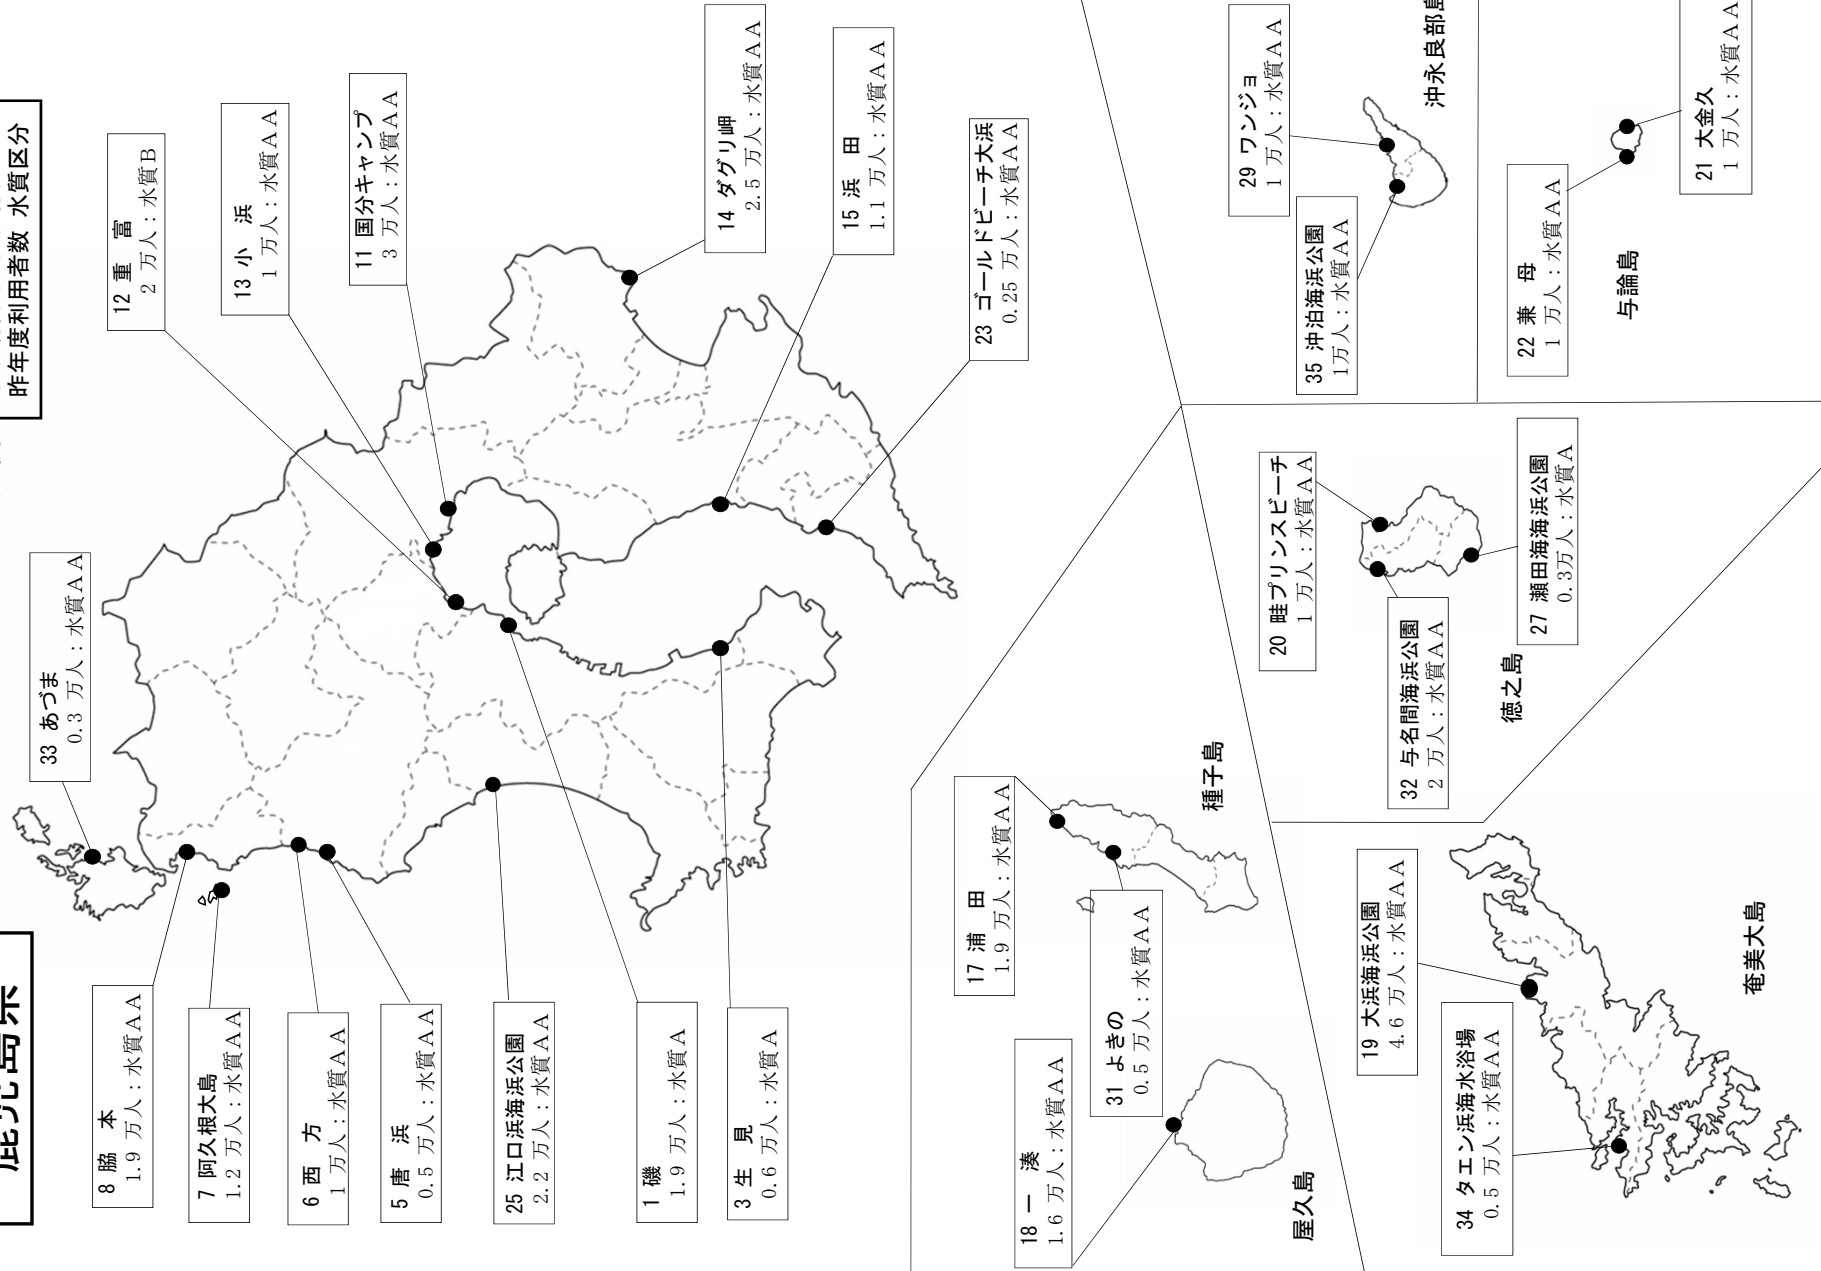 鹿児島県
昨年度利用者数 水質区分
33 あづま
0.3 万人：水質ＡＡ
12 重　富
2 万人：水質Ｂ
13 小　浜
1 万人：水質ＡＡ
11 国分キャンプ
3 万人：水質ＡＡ
14 ダグリ岬
2.5 万人：水質ＡＡ
15 浜　田
1.1 万人：水質ＡＡ
23 ゴールドビーチ大浜
0.25 万人：水質ＡＡ
8 脇　本
1.9 万人：水質ＡＡ
7 阿久根大島
1.2 万人：水質ＡＡ
6 西　方
1 万人：水質ＡＡ
5 唐　浜
0.5 万人：水質ＡＡ
25 江口浜海浜公園
2.2 万人：水質ＡＡ
1 磯
1.9 万人：水質Ａ
3 生　見
0.6 万人：水質Ａ
17 浦　田
1.9 万人：水質ＡＡ
種子島
31 よきの
0.5 万人：水質ＡＡ
18 一　湊
1.6 万人：水質ＡＡ
屋久島
29 ワンジョ
1 万人：水質ＡＡ
沖永良部島
35 沖泊海浜公園
1万人：水質ＡＡ
22 兼　母
1 万人：水質ＡＡ
与論島
21 大金久
1 万人：水質ＡＡ
20 畦プリンスビーチ
1 万人：水質ＡＡ
32 与名間海浜公園
2 万人：水質ＡＡ
27 瀬田海海浜公園
0.3万人：水質Ａ
徳之島
19 大浜海浜公園
4.6 万人：水質ＡＡ
34 タエン浜海水浴場
0.5 万人：水質ＡＡ
奄美大島